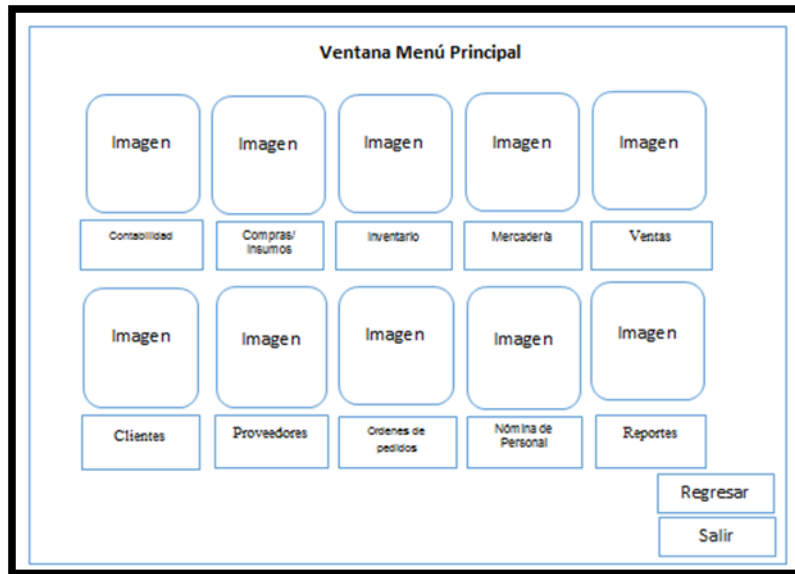 Ventana Menú Principal
Imagen
Imagen
Imagen
Imagen
Imagen
Contabilidad
Compras/
Insumos
Inventario
Mercadería
Ventas
Imagen
Imagen
Imagen
Imagen
Imagen
Clientes
Proveedores
Ordenes de
pedidos
Nómina de
Personal
Reportes
Regresar
Salir